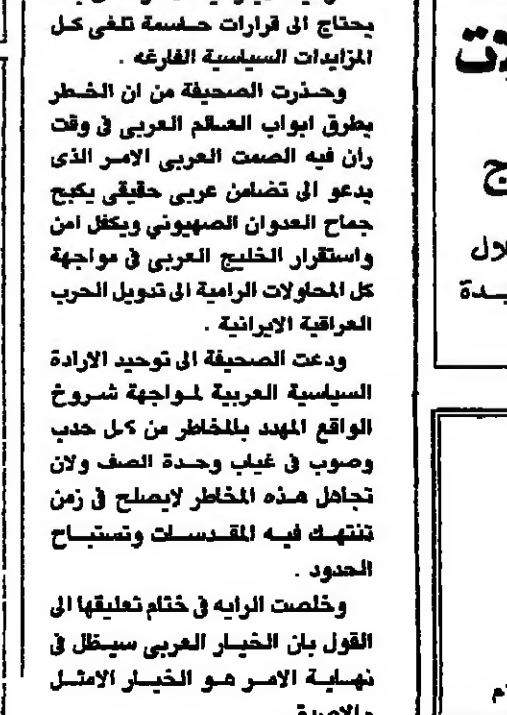 يحتاج الى قرارات حاسمة تلغى كل
المزايدات السياسية الفارغه .
وحذرت الصحيفة من ان الخطر
يطرق ابواب العالم العربى فى وقت
ران فيه الصمت العربى الامر الذى
يدعو الى تضامن عربى حقيقى يكبح
جماح العدوان الصهيوني ويكفل امن
واستقرار الخليج العربى فى مواجهة
كل المحاولات الرامية الى تدويل الحرب
العراقية الايرانية .
ودعت الصحيفة الى توحيد الارادة
السياسية العربية لمواجهة شروخ
الواقع المهدد بالمخاطر من كل حدب
وصوب فى غياب وحدة الصف ولان
تجاهل هذه المخاطر لايصلح فى زمن
تنتهك فيه المقدسات وتستباح
الحدود .
وخلصت الرايه فى ختام تعليقها الى
القول بان الخيار العربى سيظل فى
نهاية الامر هو الخيار الامثل
ج
لال
يدة
م